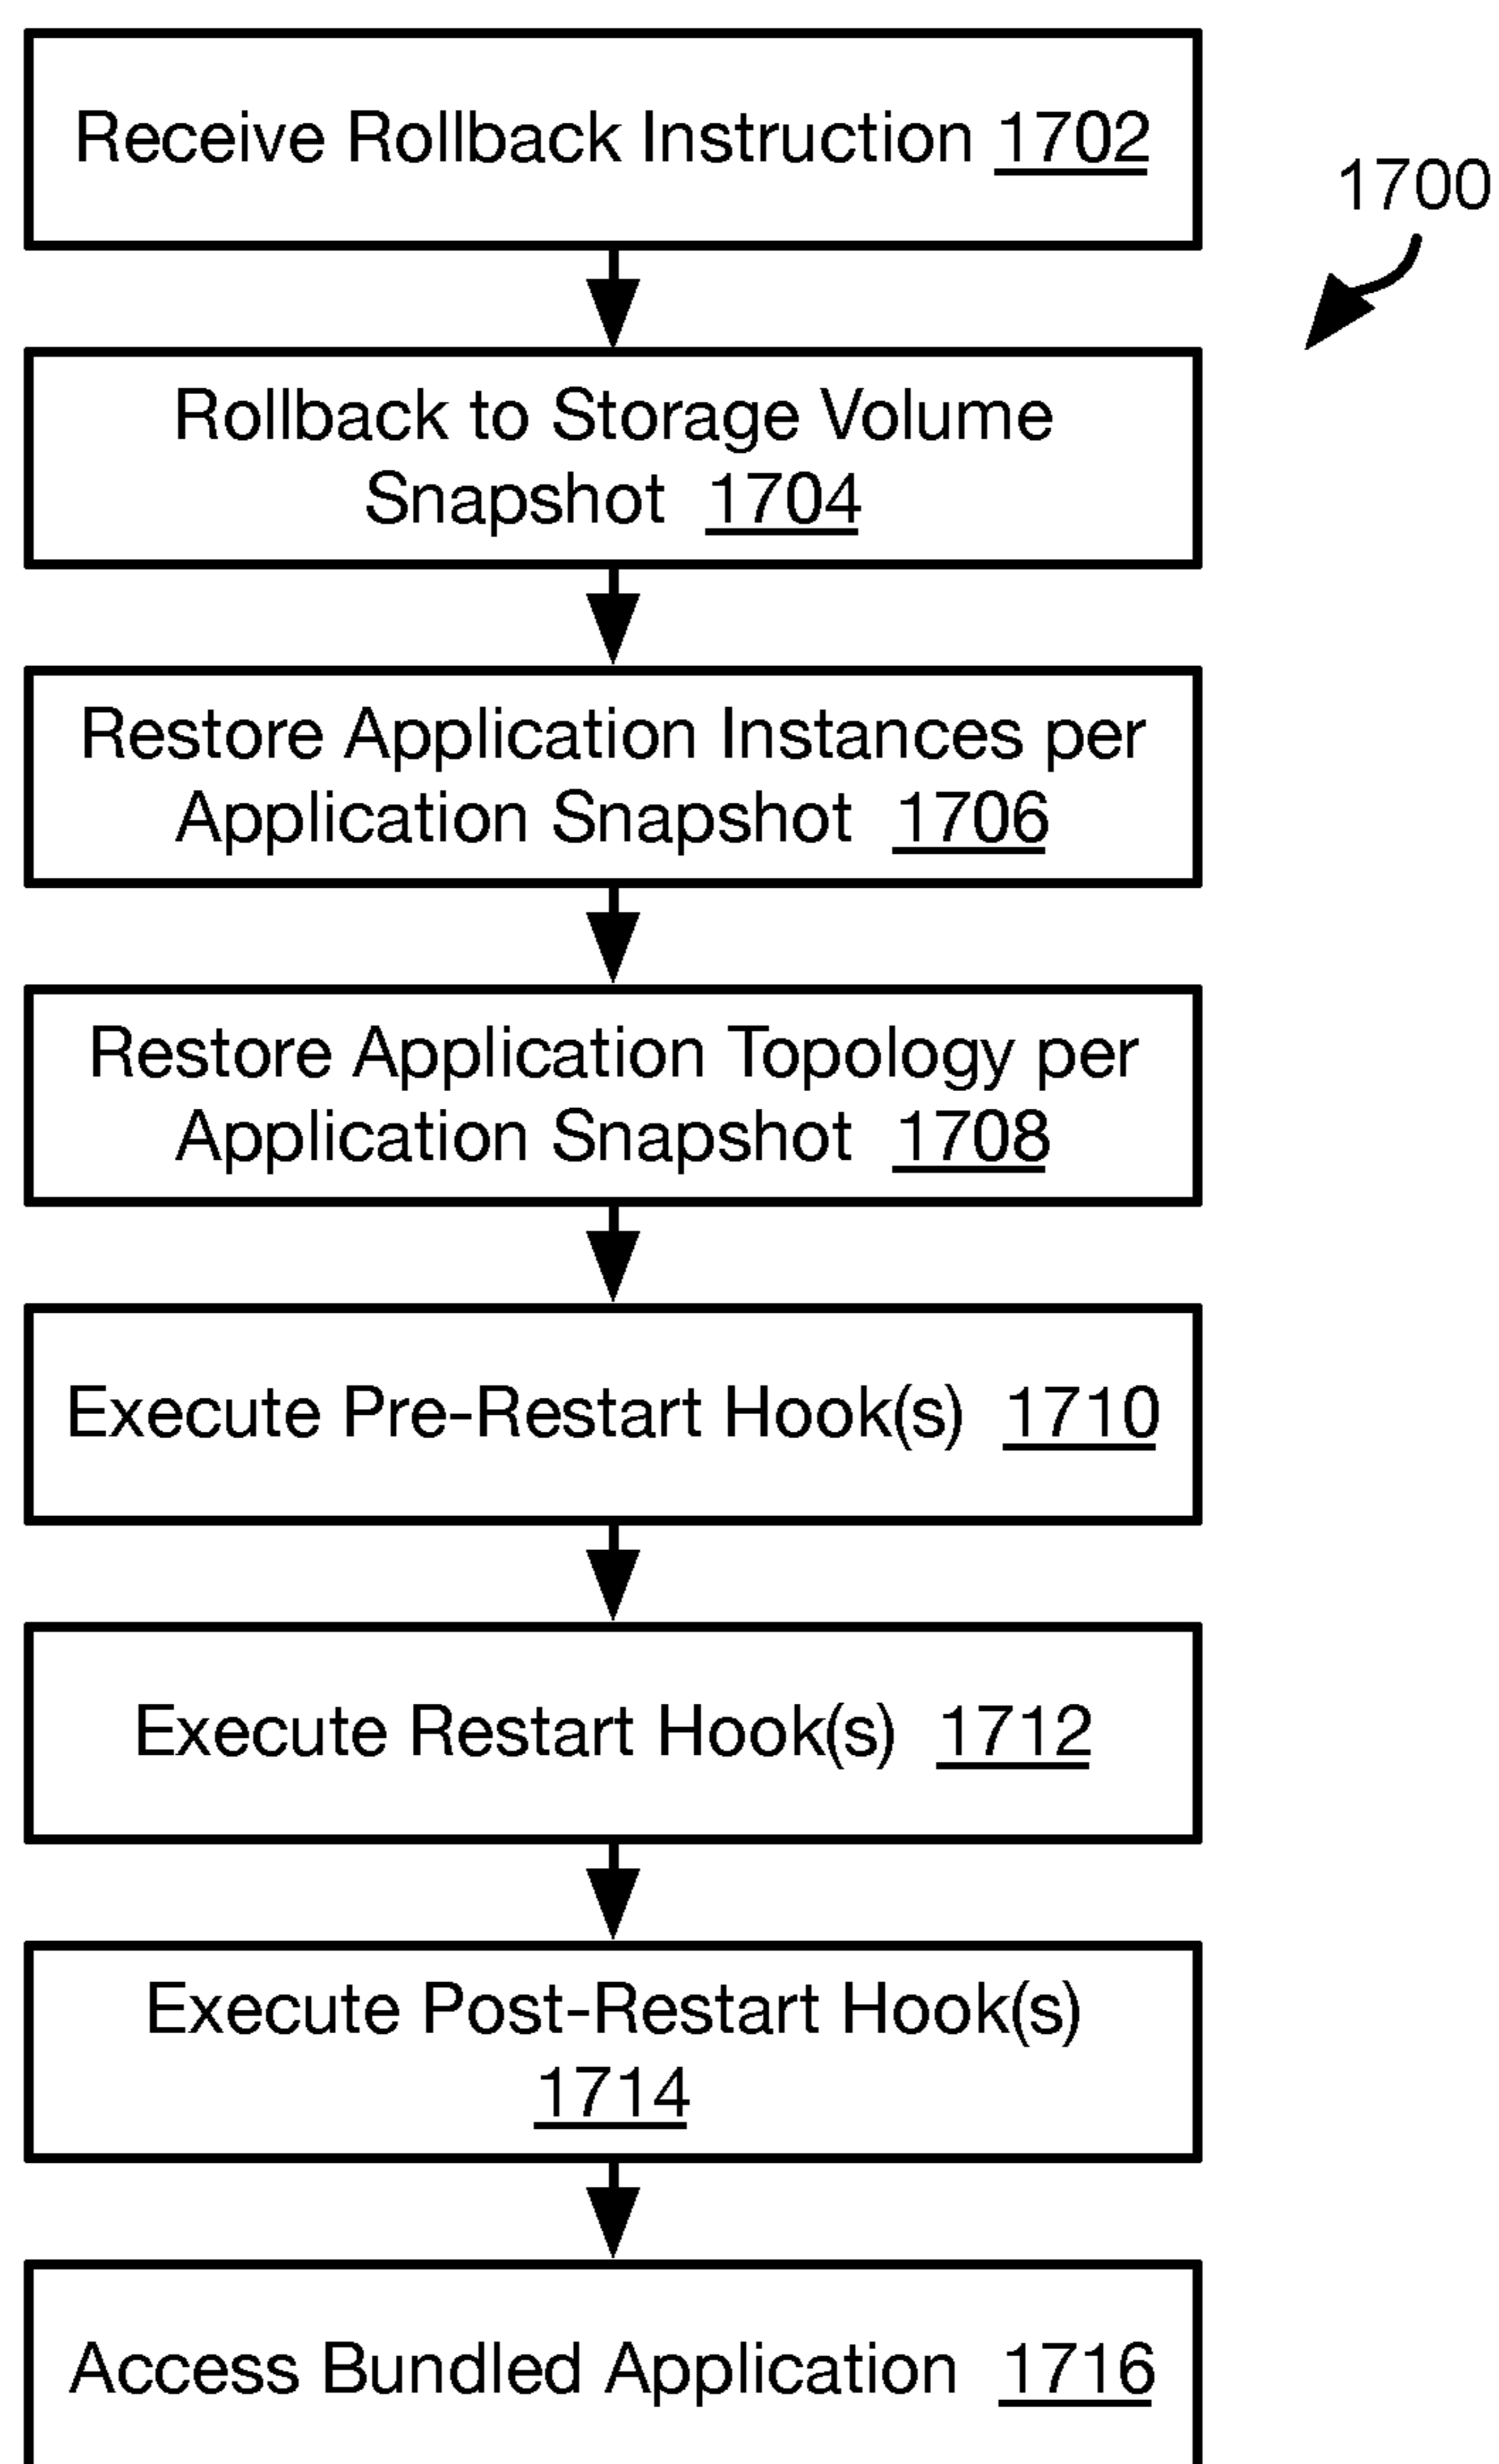 Receive Rollback Instruction 1702
1700
Rollback to Storage Volume
Snapshot 1704
Restore Application Instances per
Application Snapshot 1706
Restore Application Topology per
Application Snapshot 1708
Execute Pre-Restart Hook(s) 1710
Execute Restart Hook(s) 1712
Execute Post-Restart Hook(s)
1714
Access Bundled Application 1716